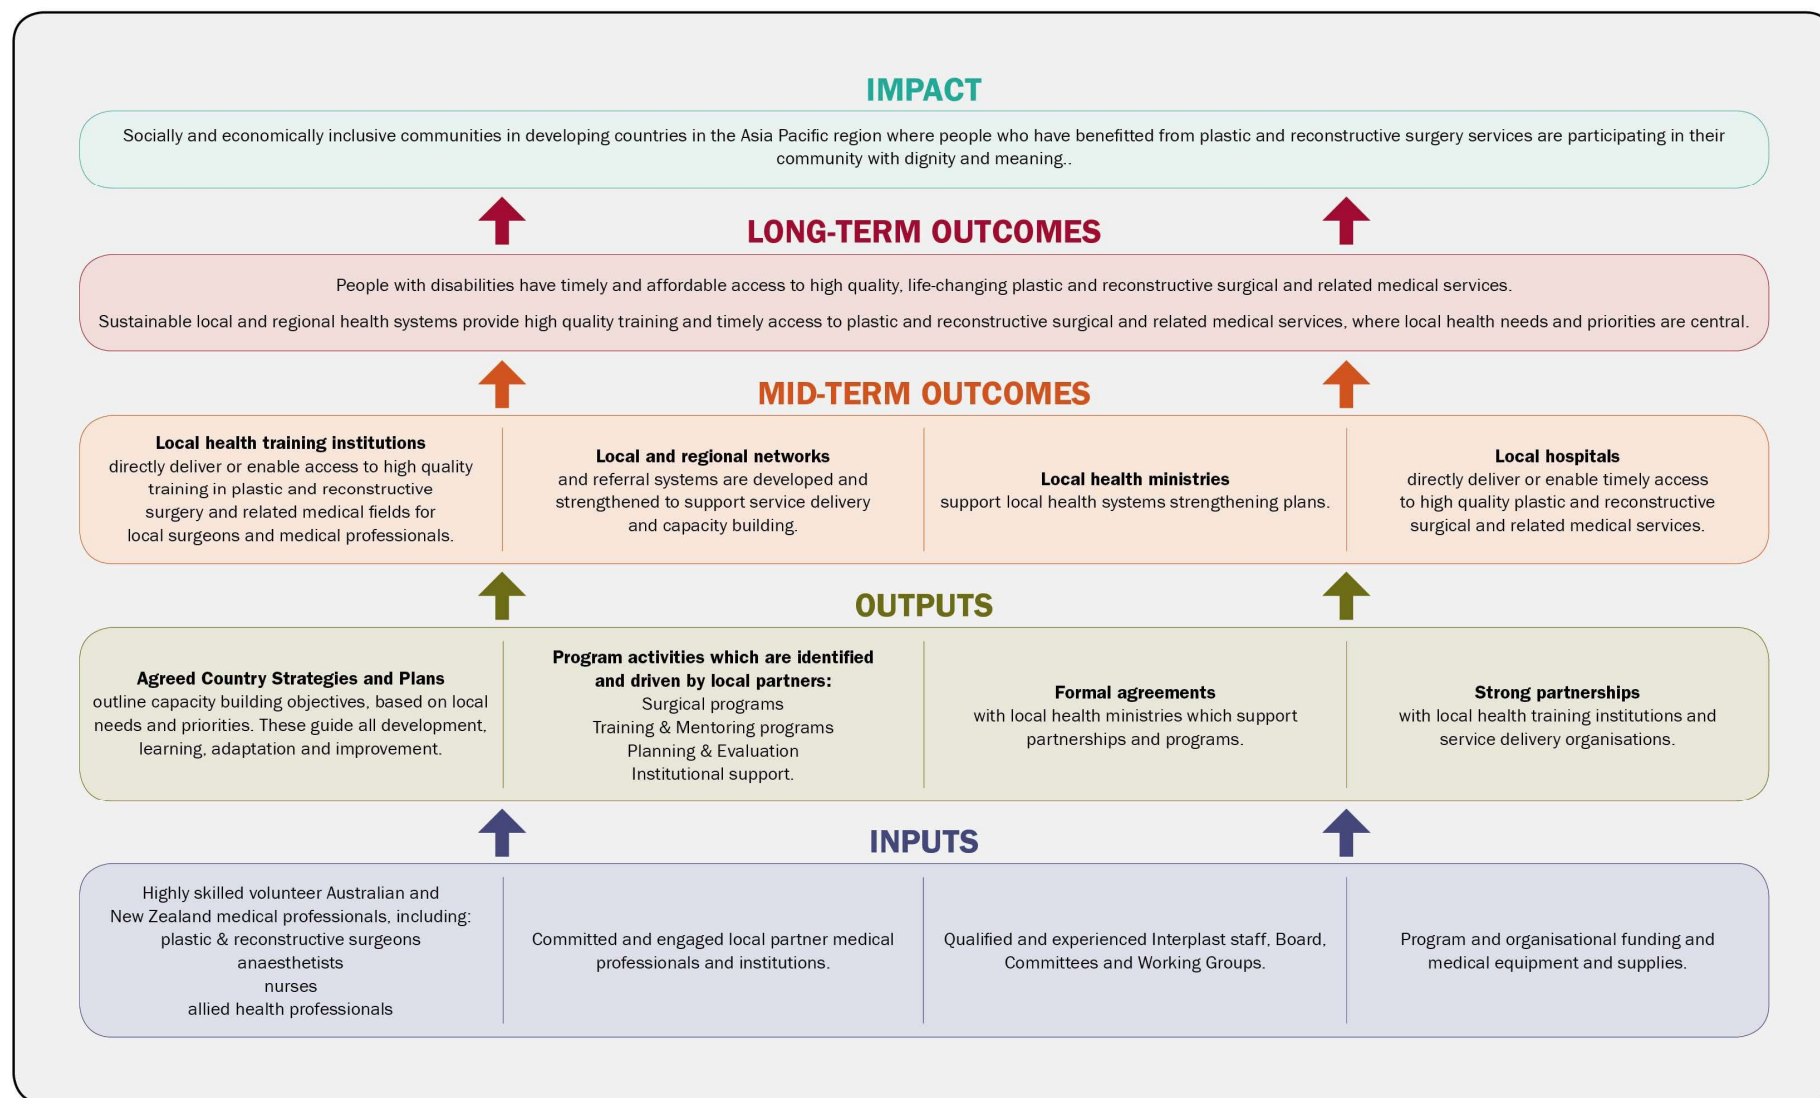 IMPACT
Socially and economically inclusive communities in developing countries in the Asia Pacific region where people who have benefitted from plastic and reconstructive surgery services are participating in their
community with dignity and meaning..
LONG-TERM OUTCOMES
People with disabilities have timely and affordable access to high quality, life-changing plastic and reconstructive surgical and related medical services.
Sustainable local and regional health systems provide high quality training and timely access to plastic and reconstructive surgical and related medical services, where local health needs and priorities are central.
MID-TERM OUTCOMES
Local health training institutions
directly deliver or enable access to high quality
training in plastic and reconstructive
surgery and related medical fields for
local surgeons and medical professionals.
Local and regional networks
and referral systems are developed and
strengthened to support service delivery
and capacity building.
Local health ministries
support local health systems strengthening plans.
Local hospitals
directly deliver or enable timely access
to high quality plastic and reconstructive
surgical and related medical services.
OUTPUTS
Agreed Country Strategies and Plans
outline capacity building objectives, based on local
needs and priorities. These guide all development,
learning, adaptation and improvement.
Program activities which are identified
and driven by local partners:
Surgical programs
Training & Mentoring programs
Planning & Evaluation
Institutional support.
Formal agreements
with local health ministries which support
partnerships and programs.
Strong partnerships
with local health training institutions and
service delivery organisations.
INPUTS
Highly skilled volunteer Australian and
New Zealand medical professionals, including:
plastic & reconstructive surgeons
anaesthetists
nurses
allied health professionals
Committed and engaged local partner medical
professionals and institutions.
Qualified and experienced Interplast staff, Board,
Committees and Working Groups.
Program and organisational funding and
medical equipment and supplies.